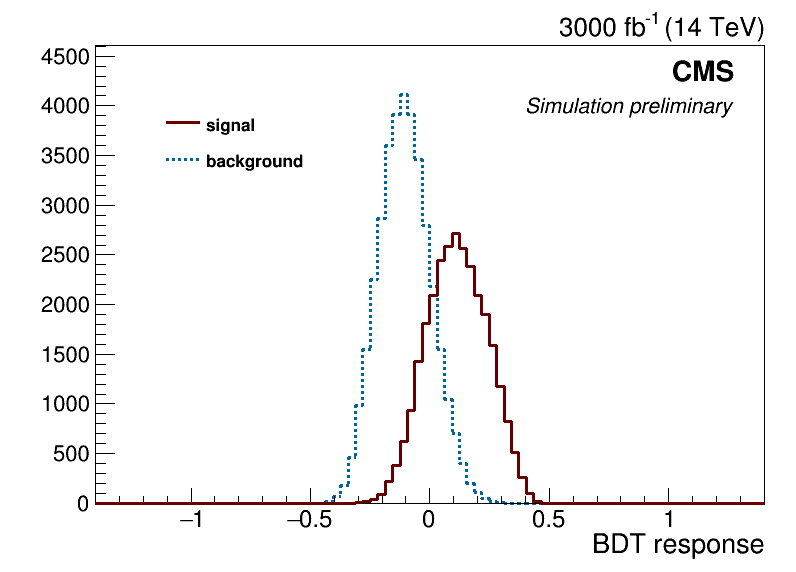 3000 fb-1 (14 TeV)
CMS
Simulation preliminary
signal
background
4500
4000
3500
3000
2500
2000
1500
1000
500
0
−1 −0.5 0 0.5 1
BDT response